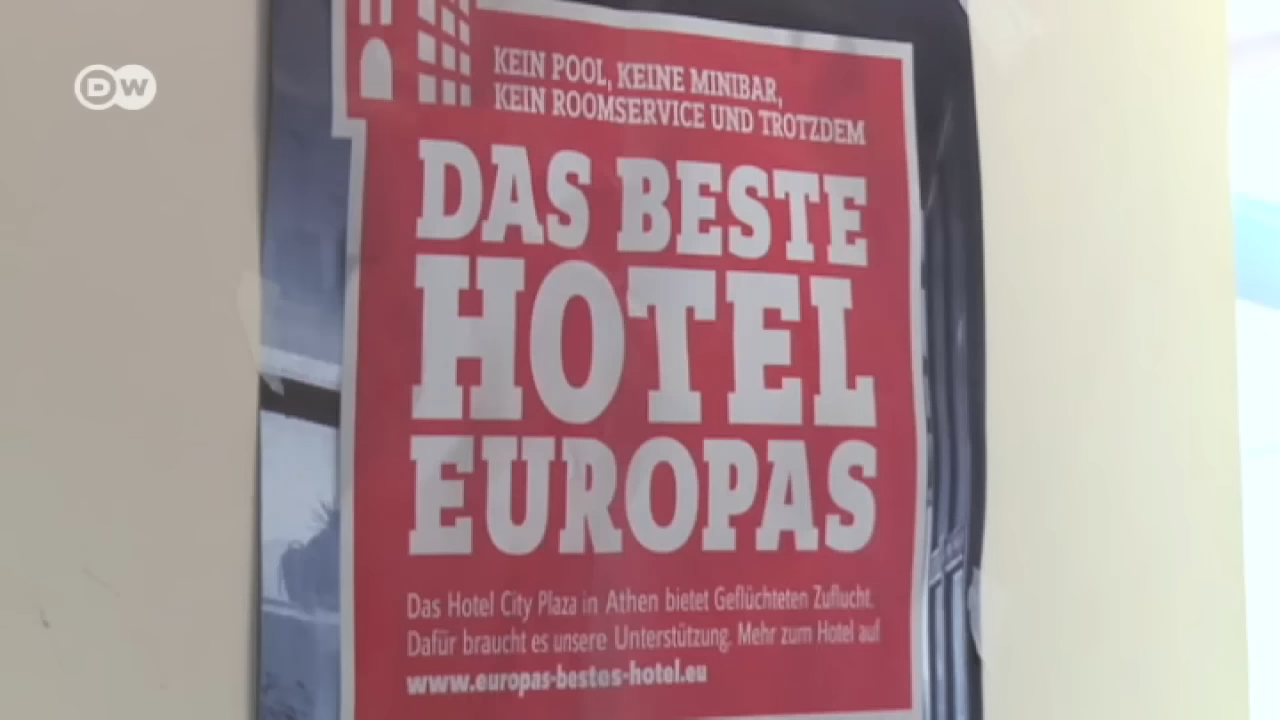 DW
KEIN POOL, KEINE MINIBAR,
KEIN ROOMSERVICE UND TROTZDEM
DAS BESTE
HOTEL
EUROPAS
Das Hotel City Plaza in Athen bietet Geflüchteten Zuflucht.
Dafür braucht es unsere Unterstützung. Mehr zum Hotel auf
www.europas-bestes-hotel.eu